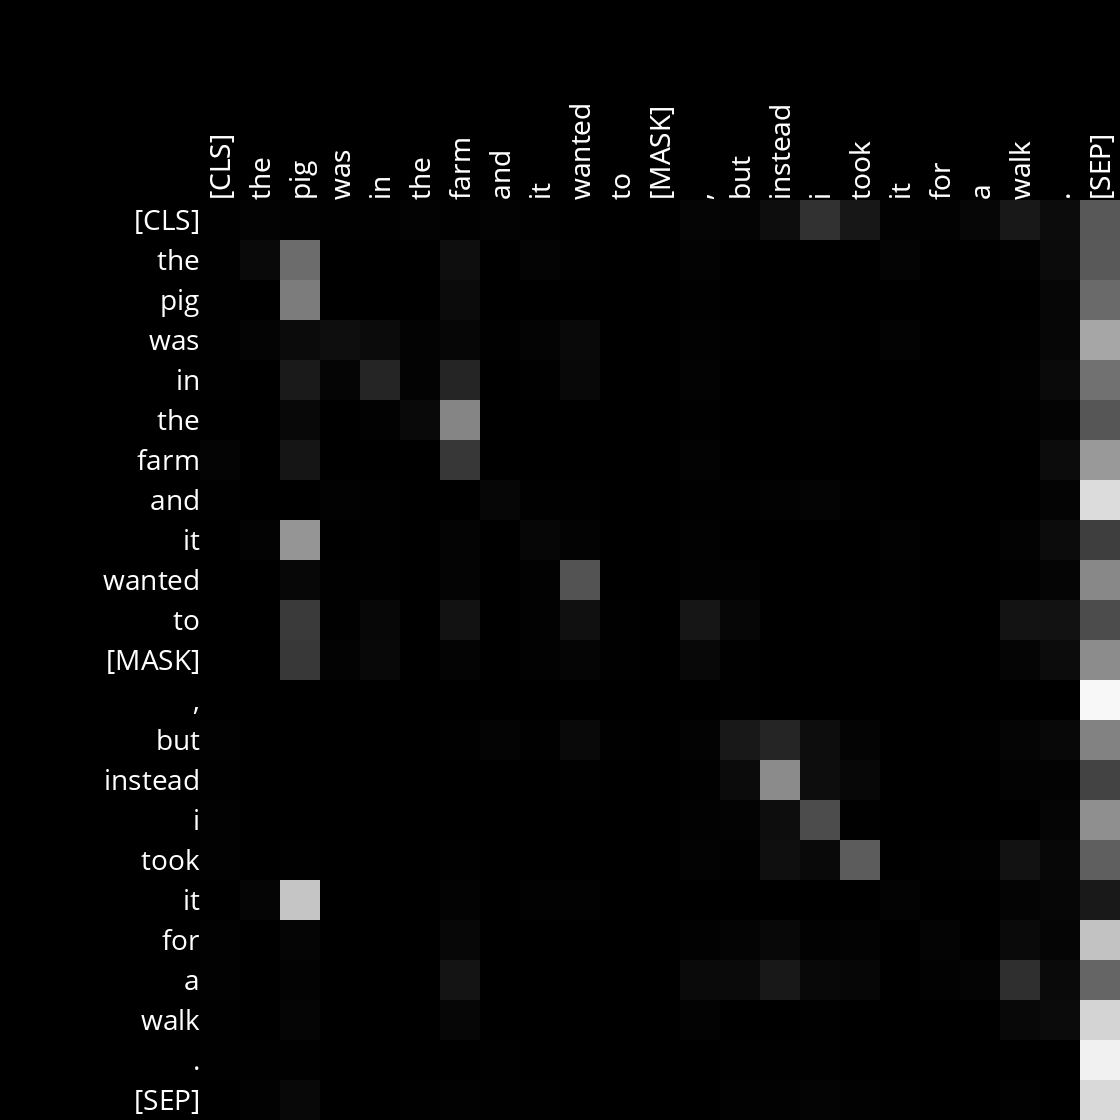 [CLS] the pig was in the farm and it wanted to [MASK] , but instead i took it for a walk . [SEP]
[CLS]
the
pig
was
in
the
farm
and
it
wanted
to
[MASK]
,
but
instead
i
took
it
for
a
walk
.
[SEP]